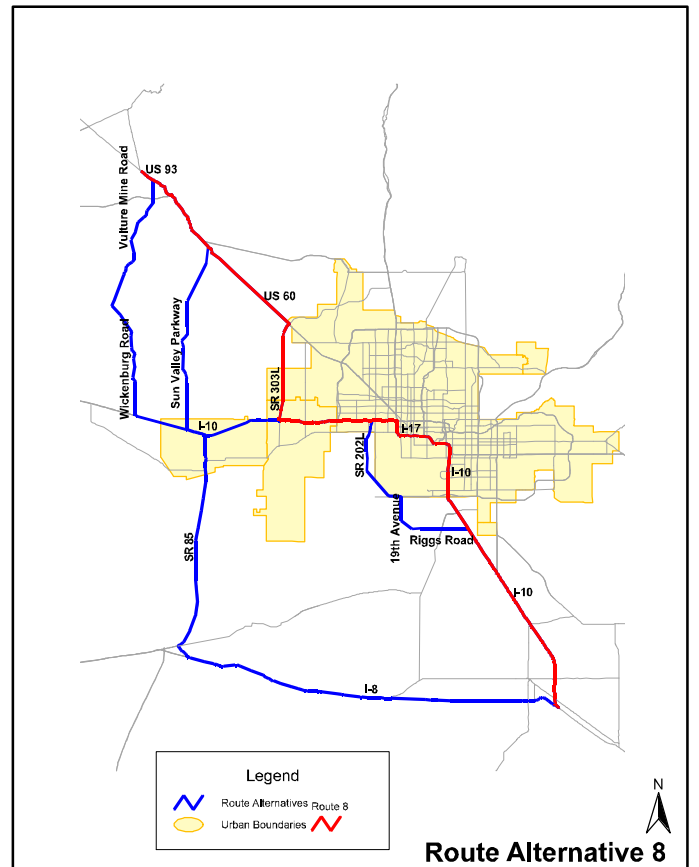 US 93
Vulture Mine Road
US 60
Sun Valley Parkway
Wickenburg Road
SR 303L
I-10
I-17
SR 202L
I-10
19th Avenue
Riggs Road
SR 85
I-10
I-8
Legend
Route Alternatives Route 8
Urban Boundaries
N
Route Alternative 8